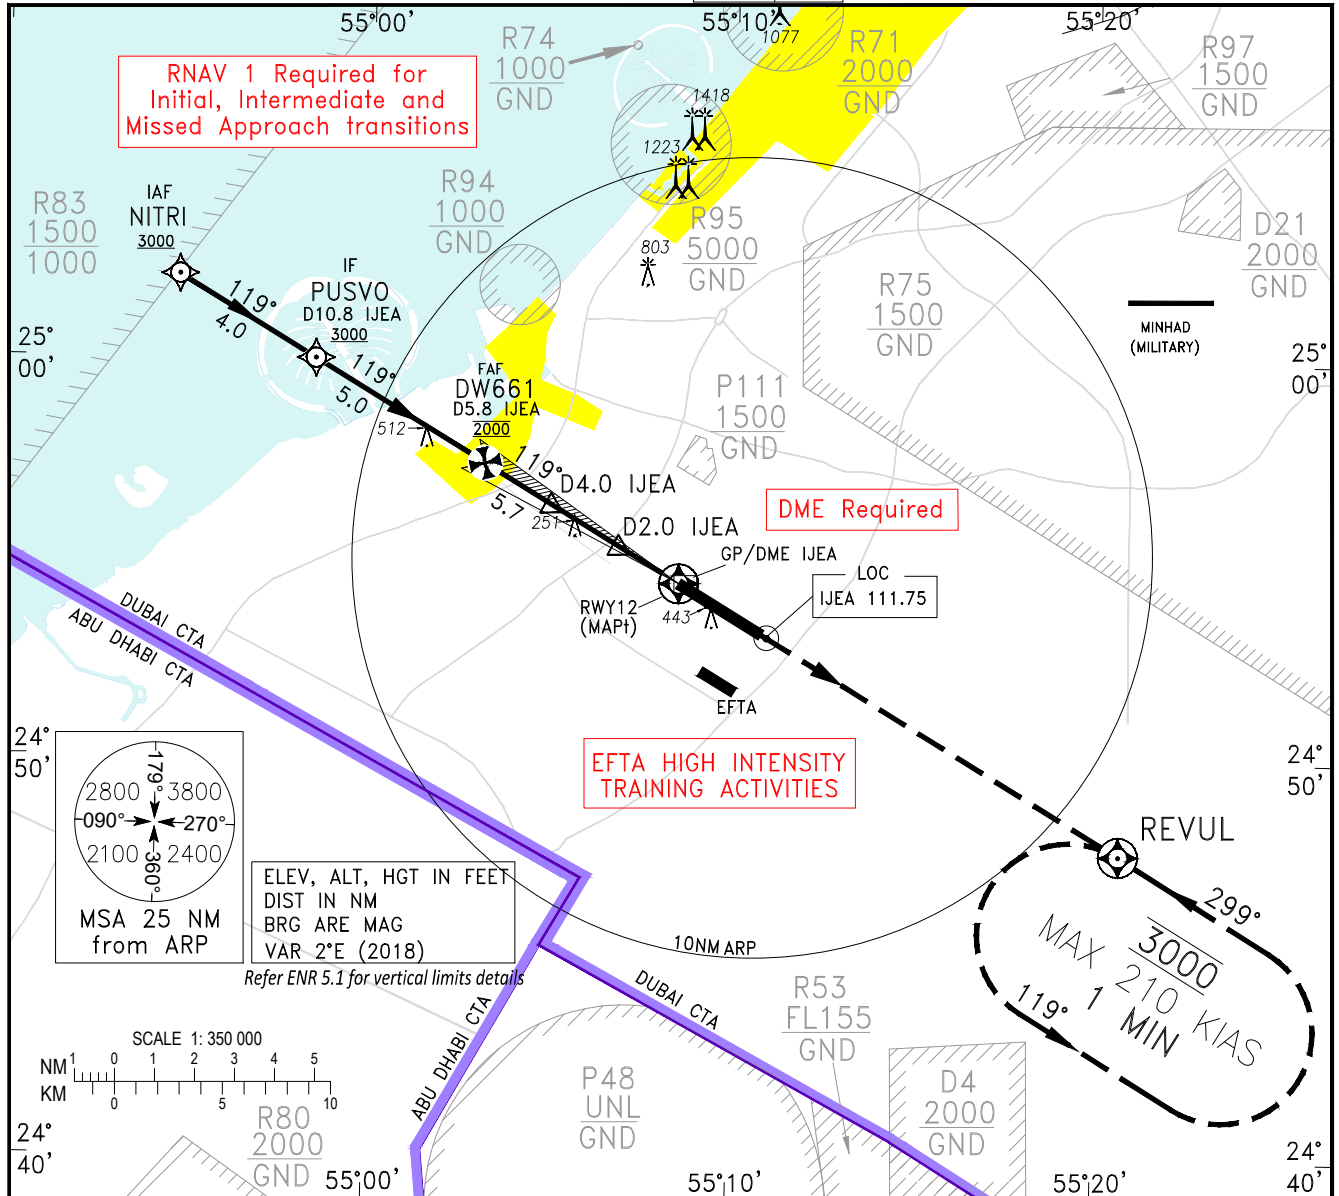 55°00'
55°10'
55°20'
RNAV 1 Required for
Initial, Intermediate and
Missed Approach transitions
R74
1000
GND
1077
R71
2000
GND
R97
1500
GND
1418
1223
R83
1500
1000
IAF
NITRI
3000
R94
1000
GND
R95
5000
GND
803
D21
2000
GND
IF
PUSVO
D10.8 IJEA
3000
119°
4.0
R75
1500
GND
MINHAD
(MILITARY)
25°
00'
25°
00'
119°
5.0
FAF
DW661
D5.8 IJEA
2000
512
P111
1500
GND
119°
5.7
D4.0 IJEA
251
D2.0 IJEA
DME Required
GP/DME IJEA
LOC
IJEA 111.75
RWY12
(MAPt)
443
EFTA
DUBAI CTA
ABU DHABI CTA
EFTA HIGH INTENSITY
TRAINING ACTIVITIES
24°
50'
24°
50'
179°
2800
3800
090°
270°
2100
2400
360°
MSA 25 NM
from ARP
ELEV, ALT, HGT IN FEET
DIST IN NM
BRG ARE MAG
VAR 2°E (2018)
Refer ENR 5.1 for vertical limits details
REVUL
299°
3000
MAX 210 KIAS
1 MIN
119°
10NM ARP
DUBAI CTA
ABU DHABI CTA
R53
FL155
GND
SCALE 1: 350 000
NM
1 0 1 2 3 4 5
KM
0 5 10
R80
2000
GND
P48
UNL
GND
D4
2000
GND
24°
40'
24°
40'
55°00'
55°10'
55°20'